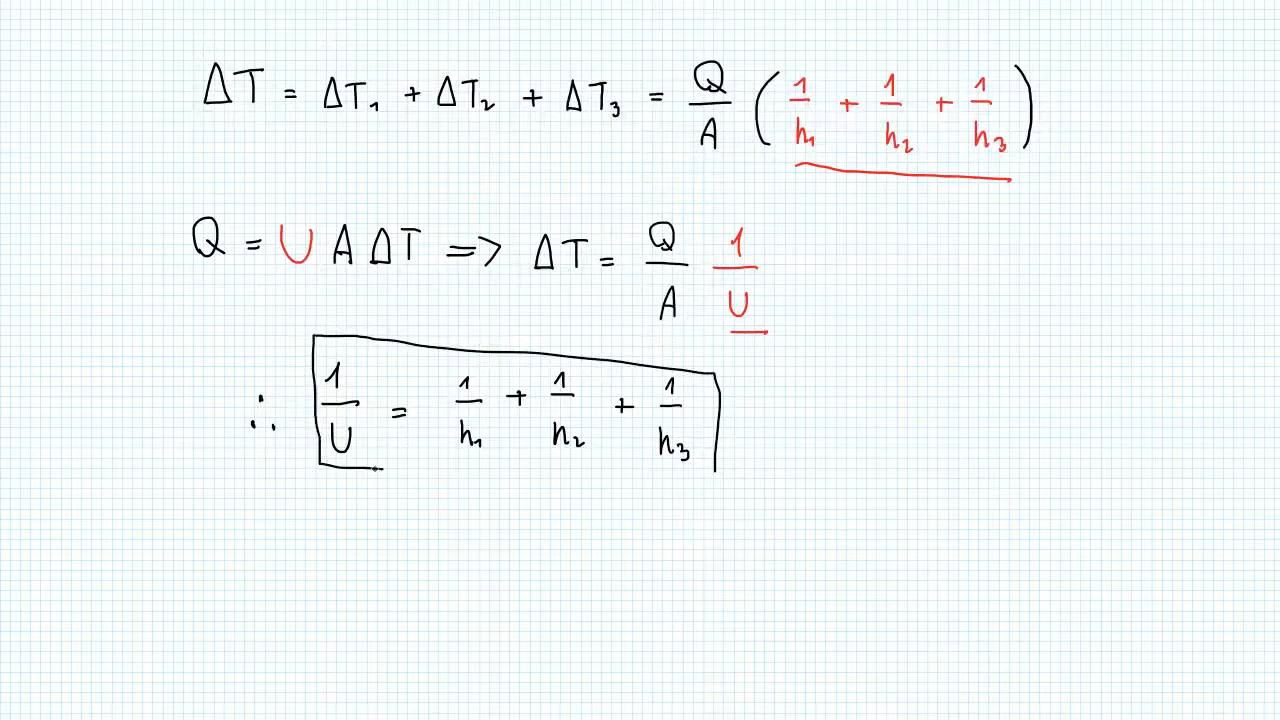 ΔT = ΔT₁ + ΔT₂ + ΔT₃ = Q/A (1/h₁ + 1/h₂ + 1/h₃)
Q = U A ΔT => ΔT = Q/A 1/U
∴ 1/U = 1/h₁ + 1/h₂ + 1/h₃